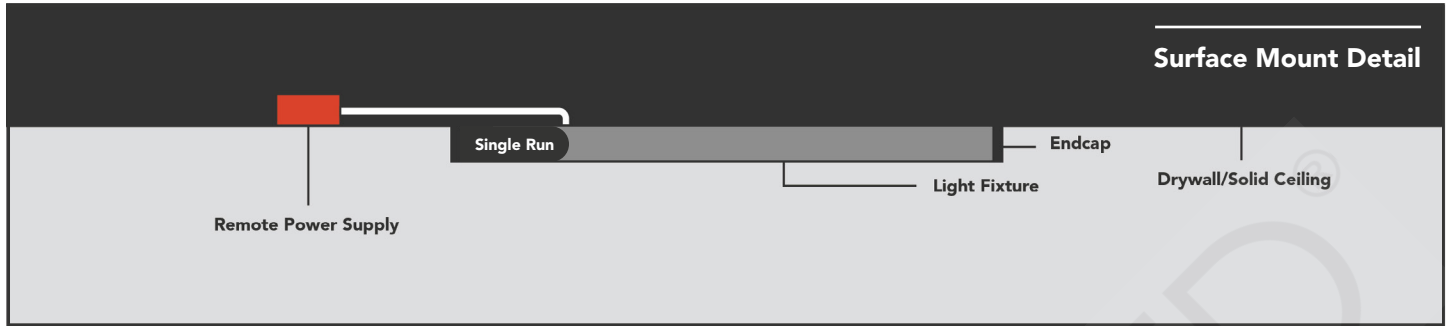 Surface Mount Detail
Single Run
Endcap
Light Fixture
Drywall/Solid Ceiling
Remote Power Supply
®
D